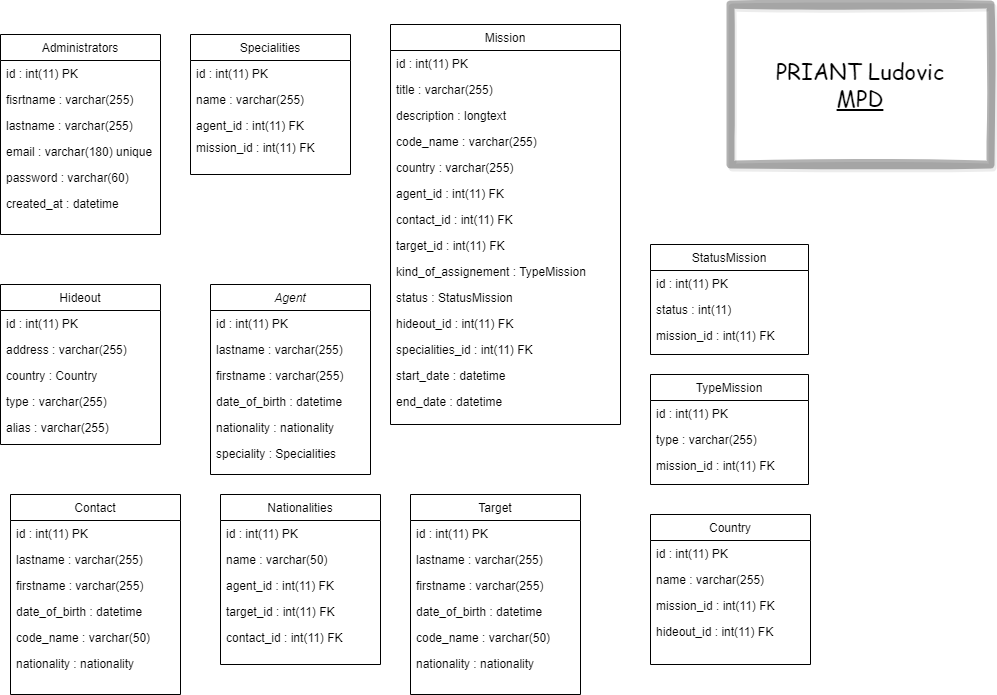 Administrators
id : int(11) PK
fisrtname : varchar(255)
lastname : varchar(255)
email : varchar(180) unique
password : varchar(60)
created_at : datetime
Specialities
id : int(11) PK
name : varchar(255)
agent_id : int(11) FK
mission_id : int(11) FK
Mission
id : int(11) PK
title : varchar(255)
description : longtext
code_name : varchar(255)
country : varchar(255)
agent_id : int(11) FK
contact_id : int(11) FK
target_id : int(11) FK
kind_of_assignement : TypeMission
status : StatusMission
hideout_id : int(11) FK
specialities_id : int(11) FK
start_date : datetime
end_date : datetime
PRIANT Ludovic
MPD
Hideout
id : int(11) PK
address : varchar(255)
country : Country
type : varchar(255)
alias : varchar(255)
Agent
id : int(11) PK
lastname : varchar(255)
firstname : varchar(255)
date_of_birth : datetime
nationality : nationality
speciality : Specialities
StatusMission
id : int(11) PK
status : int(11)
mission_id : int(11) FK
TypeMission
id : int(11) PK
type : varchar(255)
mission_id : int(11) FK
Contact
id : int(11) PK
lastname : varchar(255)
firstname : varchar(255)
date_of_birth : datetime
code_name : varchar(50)
nationality : nationality
Nationalities
id : int(11) PK
name : varchar(50)
agent_id : int(11) FK
target_id : int(11) FK
contact_id : int(11) FK
Target
id : int(11) PK
lastname : varchar(255)
firstname : varchar(255)
date_of_birth : datetime
code_name : varchar(50)
nationality : nationality
Country
id : int(11) PK
name : varchar(255)
mission_id : int(11) FK
hideout_id : int(11) FK